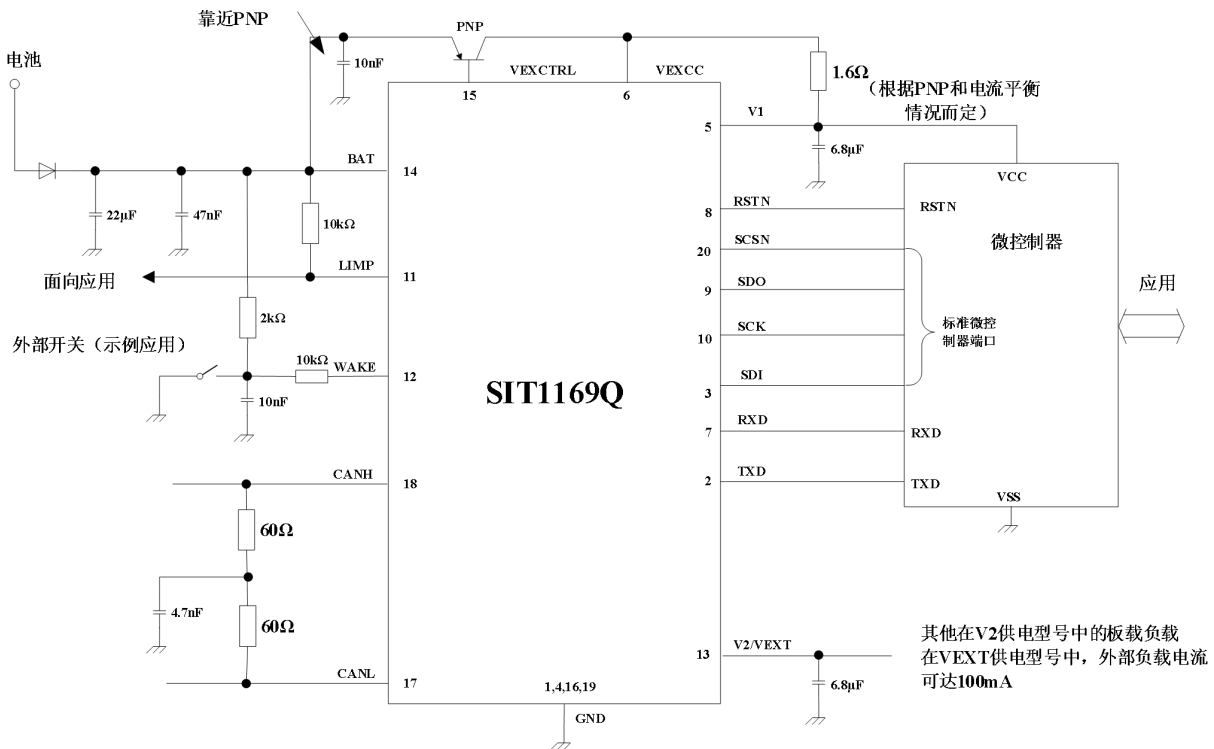 靠近PNP
PNP
电池
10nF
VEXCTRL
VEXCC
15
6
1.6Ω
（根据PNP和电流平衡
情况而定）
5
V1
6.8μF
BAT
14
VCC
22μF
47nF
10kΩ
8
RSTN
RSTN
微控制器
20
SCSN
面向应用
LIMP
11
9
SDO
应用
2kΩ
10
SCK
标准微控
制器端口
外部开关（示例应用）
10kΩ
WAKE
12
10nF
SIT1169Q
3
SDI
7
RXD
RXD
CANH
18
2
TXD
TXD
VSS
60Ω
4.7nF
60Ω
13
V2/VEXT
其他在V2供电型号中的板载负载
在VEXT供电型号中，外部负载电流
可达100mA
6.8μF
CANL
17
1,4,16,19
GND